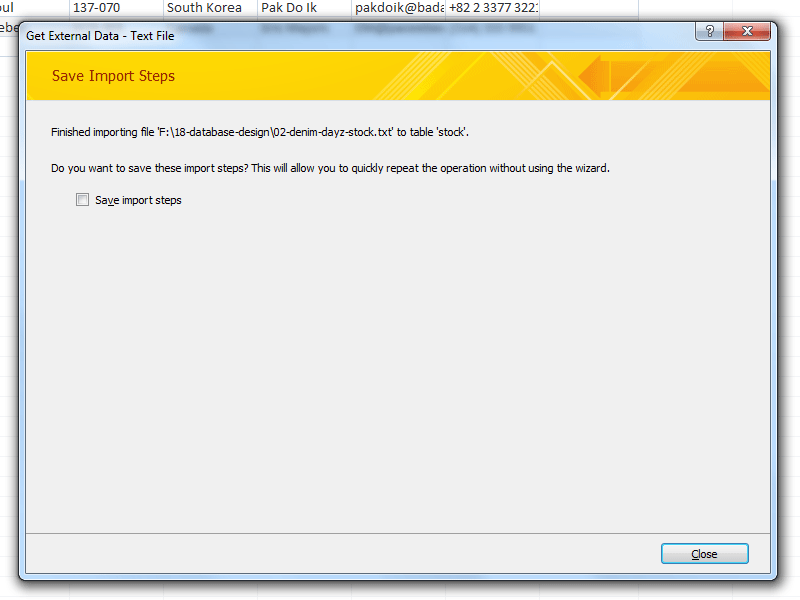 oul 137-070 South Korea Pak Do Ik pakdoik@bada +82 2 3377 3221
Get External Data - Text File
Save Import Steps
Finished importing file 'F:\18-database-design\02-denim-dayz-stock.txt' to table 'stock'.
Do you want to save these import steps? This will allow you to quickly repeat the operation without using the wizard.
Save import steps
Close